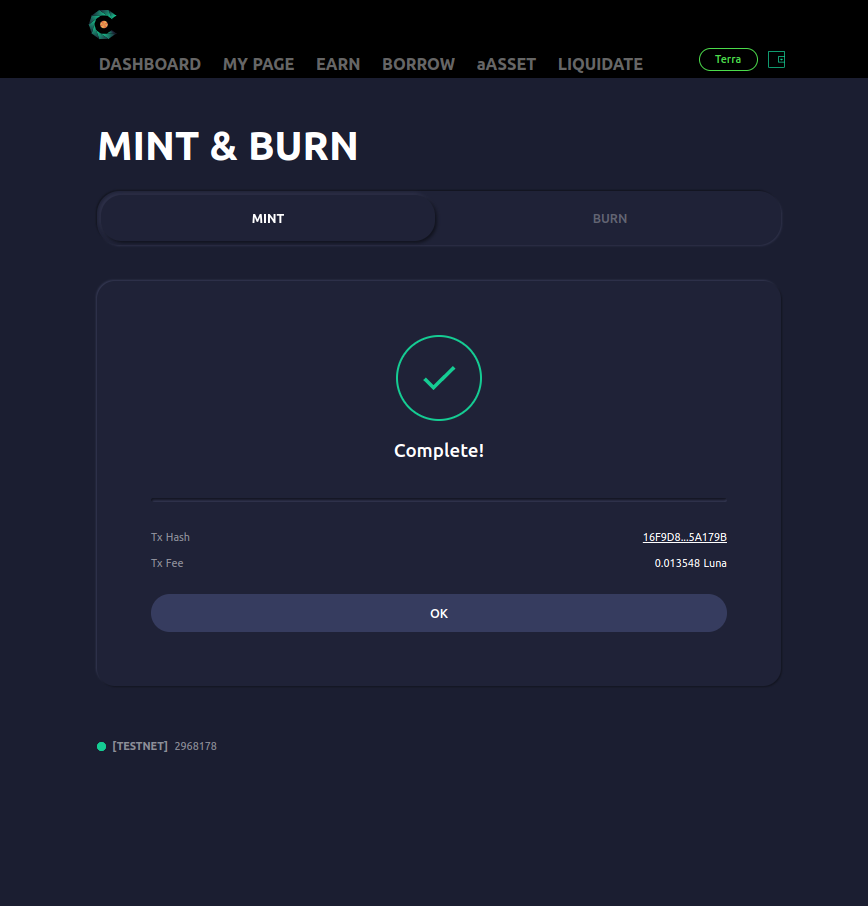 DASHBOARD MY PAGE EARN BORROW aASSET LIQUIDATE Terra
MINT & BURN
MINT BURN
Complete!
Tx Hash 16F9D8...5A179B
Tx Fee 0.013548 Luna
OK
[TESTNET] 2968178